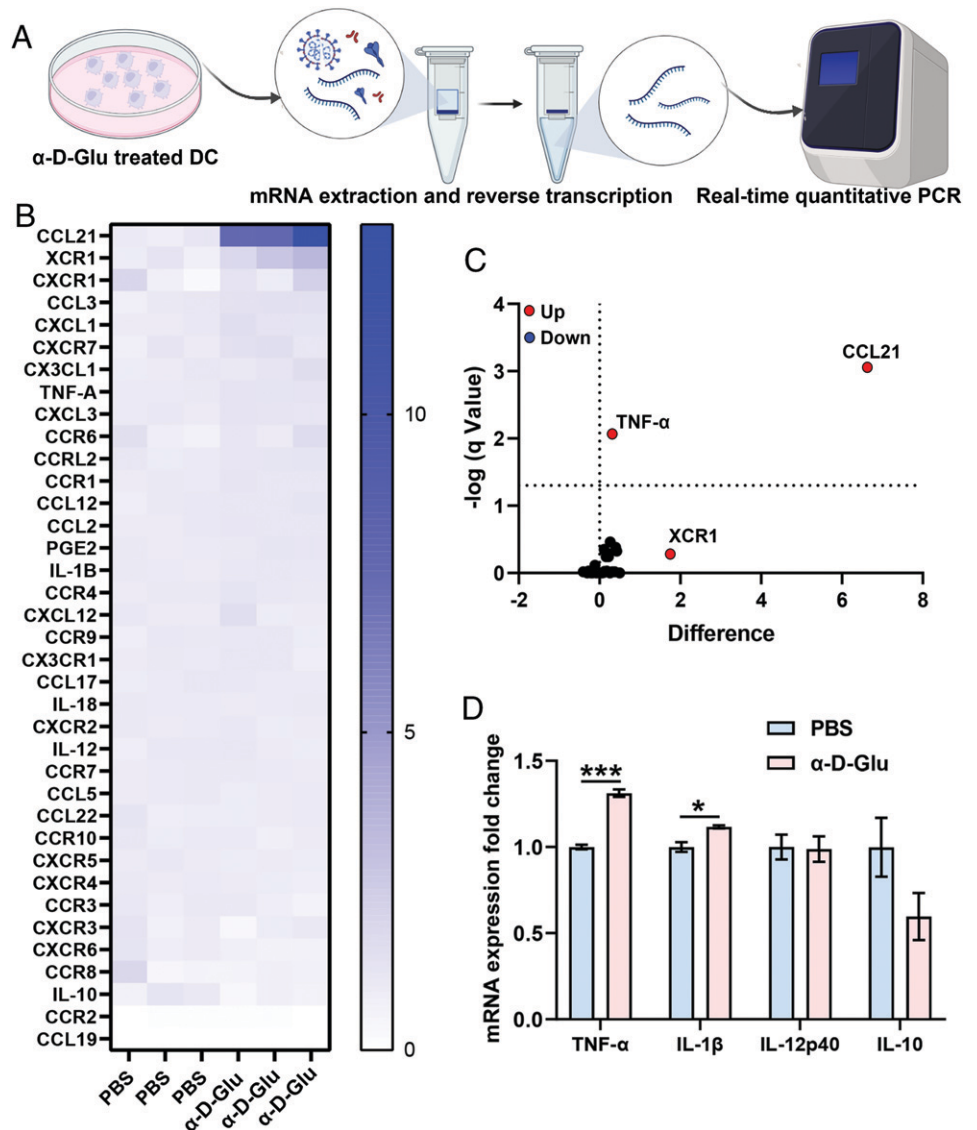 A
α-D-Glu treated DC
mRNA extraction and reverse transcription
Real-time quantitative PCR
B
CCL21
XCR1
CXCR1
CCL3
CXCL1
CXCR7
CX3CL1
TNF-A
CXCL3
CCR6
CCRL2
CCR1
CCL12
CCL2
PGE2
IL-1B
CCR4
CXCL12
CCR9
CX3CR1
CCL17
IL-18
CXCR2
IL-12
CCR7
CCL5
CCL22
CCR10
CXCR5
CXCR4
CCR3
CXCR3
CXCR6
CCR8
IL-10
CCR2
CCL19
PBS
PBS
PBS
α-D-Glu
α-D-Glu
α-D-Glu
10
5
0
C
Up
Down
CCL21
TNF-α
XCR1
4
3
2
1
0
-2
0
2
4
6
8
-log (q Value)
Difference
D
PBS
α-D-Glu
mRNA expression fold change
1.5
1.0
0.5
0.0
***
*
TNF-α
IL-1β
IL-12p40
IL-10